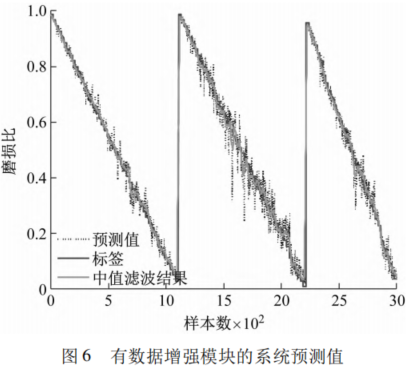 1.0
0.8
0.6
0.4
0.2
0
磨损比
预测值
标签
中值滤波结果
0 5 10 15 20 25 30
样本数×10²
图 6 有数据增强模块的系统预测值